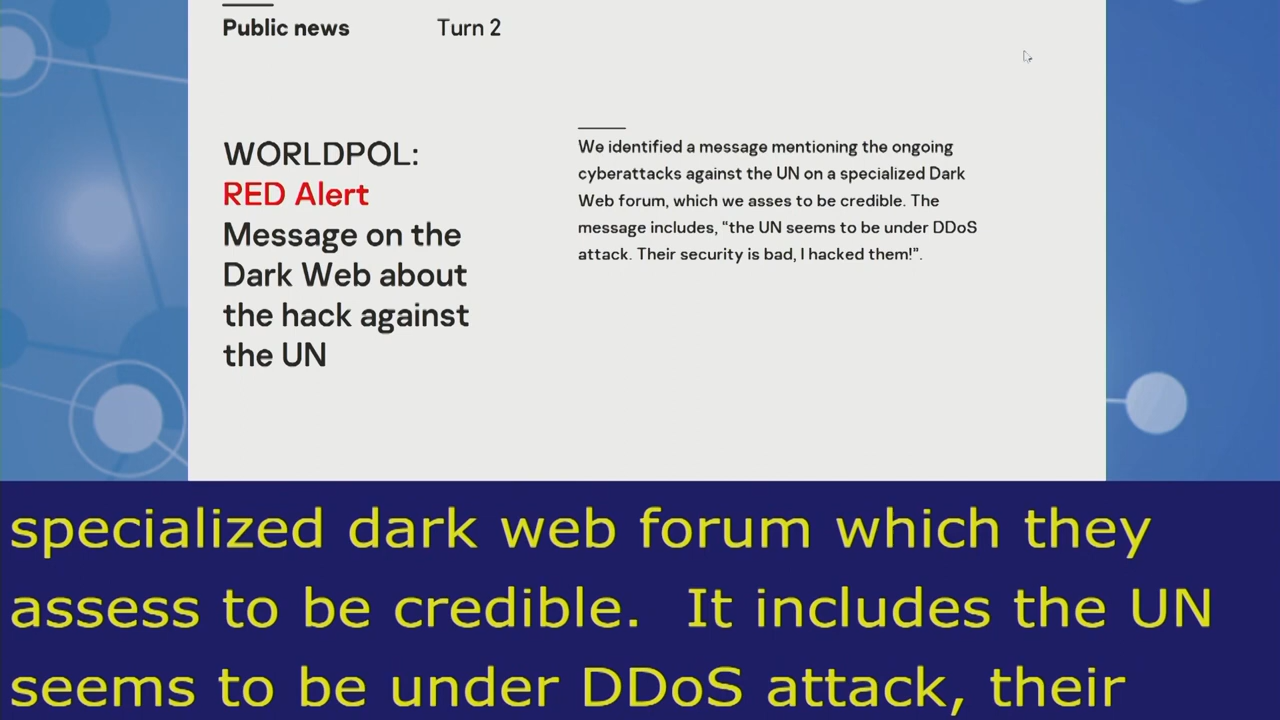 Public news
Turn 2
WORLDPOL:
RED Alert
Message on the
Dark Web about
the hack against
the UN
We identified a message mentioning the ongoing
cyberattacks against the UN on a specialized Dark
Web forum, which we asses to be credible. The
message includes, “the UN seems to be under DDoS
attack. Their security is bad, I hacked them!”.
specialized dark web forum which they
assess to be credible.  It includes the UN
seems to be under DDoS attack, their